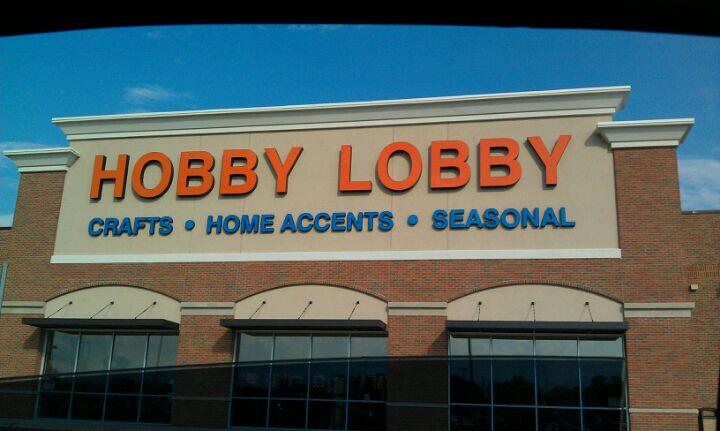 HOBBY LOBBY
CRAFTS • HOME ACCENTS • SEASONAL